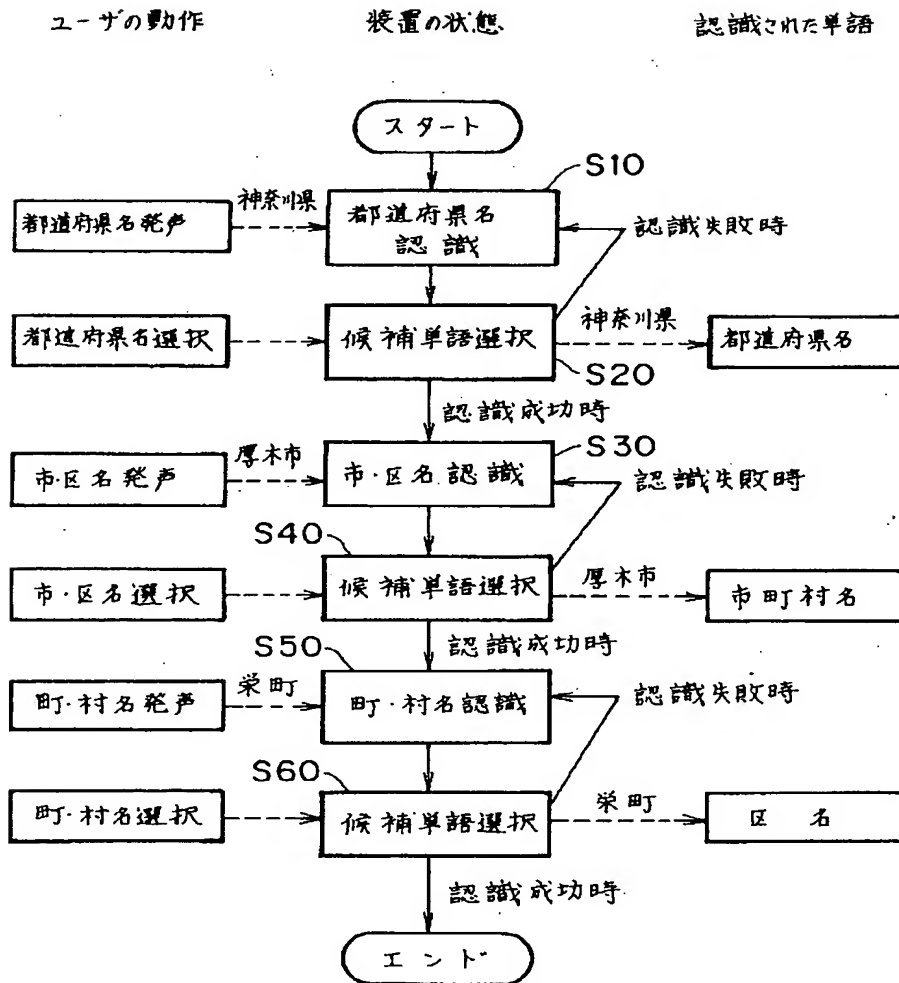 ユーザの動作
装置の状態
認識された単語
スタート
S10
都道府県名発声
神奈川県
都道府県名
認識
認識失敗時
都道府県名選択
候補単語選択
神奈川県
都道府県名
S20
認識成功時
S30
市・区名発声
厚木市
市・区名認識
認識失敗時
S40
市・区名選択
候補単語選択
厚木市
市町村名
認識成功時
S50
町・村名発声
栄町
町・村名認識
認識失敗時
S60
町・村名選択
候補単語選択
栄町
区名
認識成功時
エンド